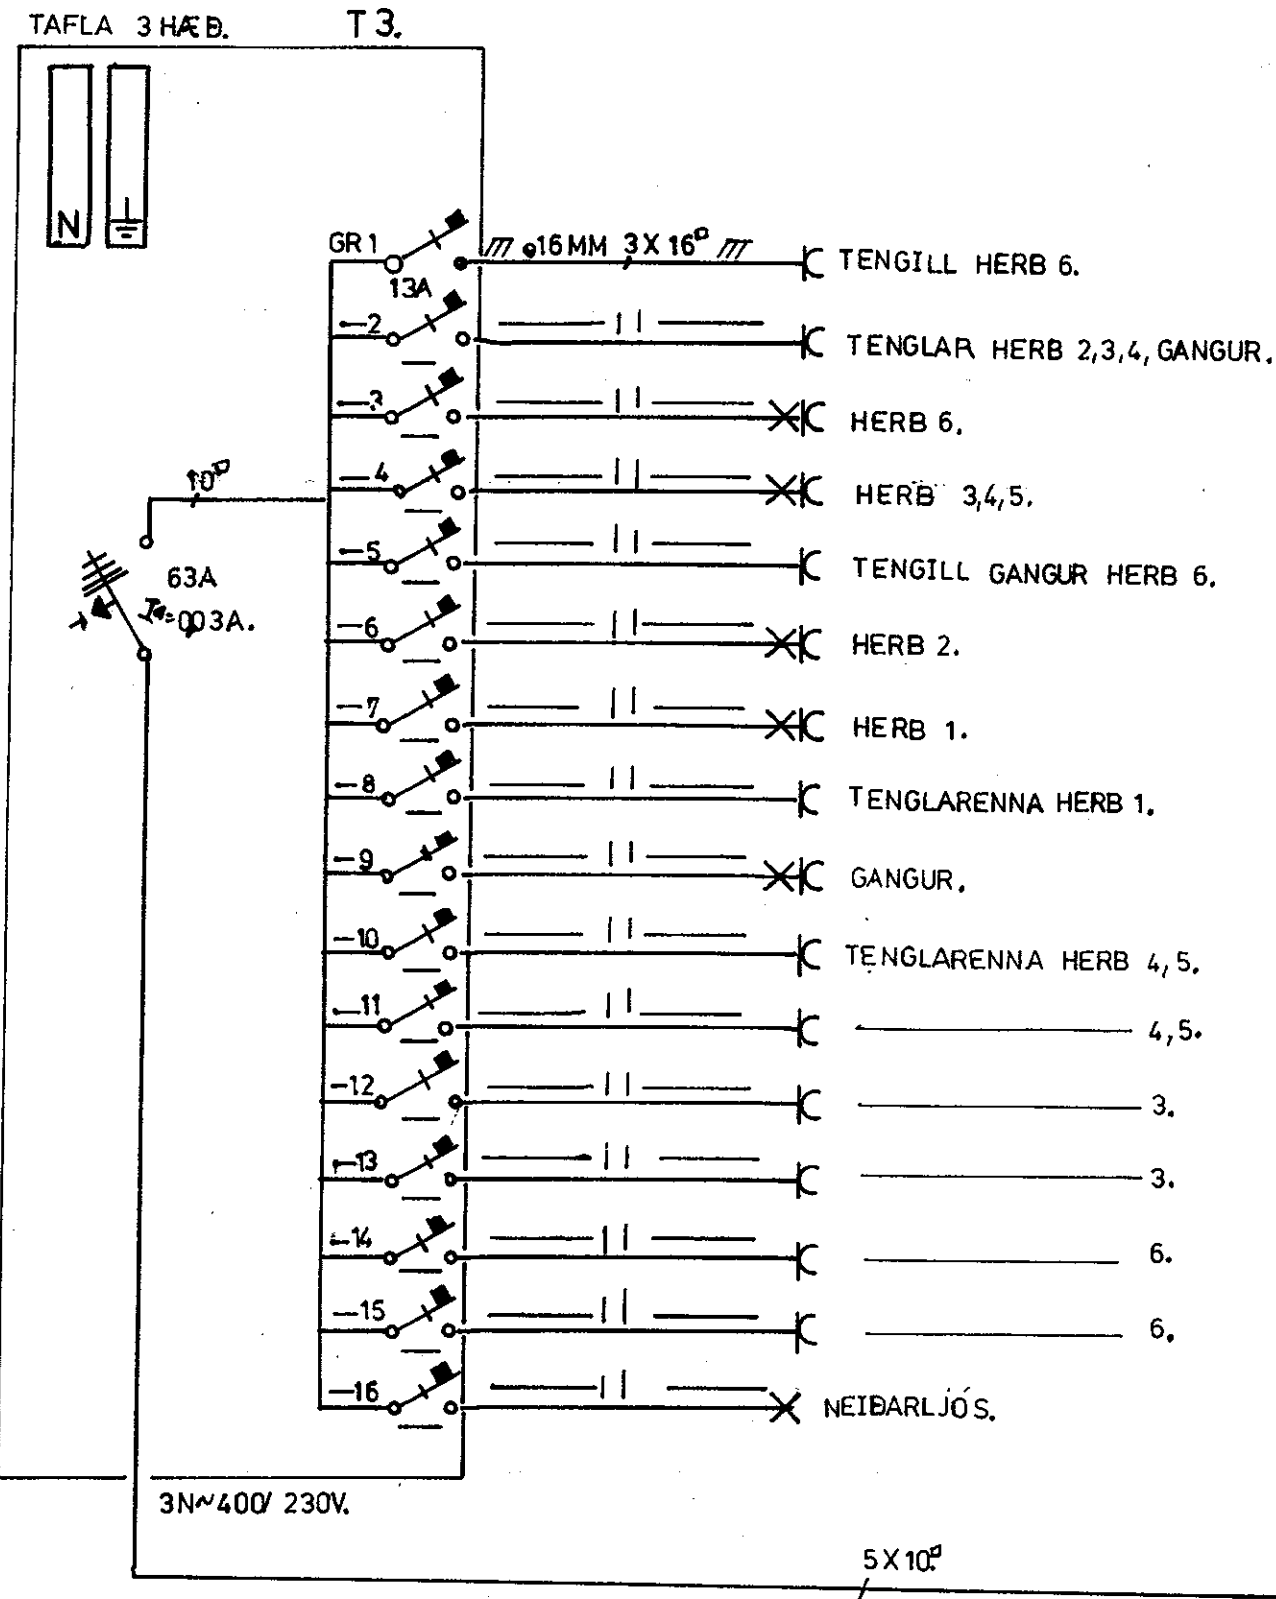 TAFLA 3 HÆÐ. T 3.
N
GR 1 16 MM 3 X 16▫ TENGILL HERB 6.
13A
2 TENGLAR HERB 2,3,4, GANGUR.
3 HERB 6.
4 HERB 3,4,5.
10▫
5 TENGILL GANGUR HERB 6.
63A
003A.
6 HERB 2.
7 HERB 1.
8 TENGLARENNA HERB 1.
9 GANGUR.
10 TENGLARENNA HERB 4,5.
11 4,5.
12 3.
13 3.
14 6.
15 6.
16 NEIÐARLJÓS.
3N~400/ 230V.
5 X 10▫